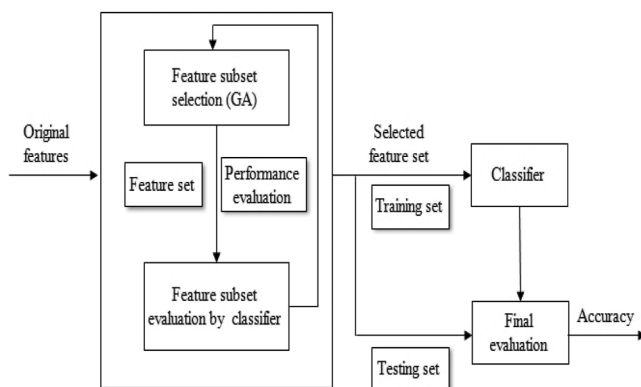 Original
features
Feature subset
selection (GA)
Feature set
Performance
evaluation
Feature subset
evaluation by classifier
Selected
feature set
Training set
Classifier
Testing set
Final
evaluation
Accuracy